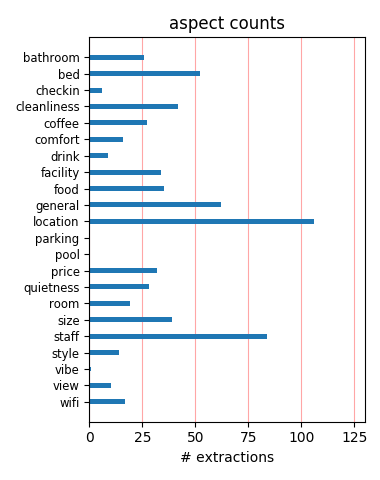 aspect counts
bathroom
bed
checkin
cleanliness
coffee
comfort
drink
facility
food
general
location
parking
pool
price
quietness
room
size
staff
style
vibe
view
wifi
0 25 50 75 100 125
# extractions